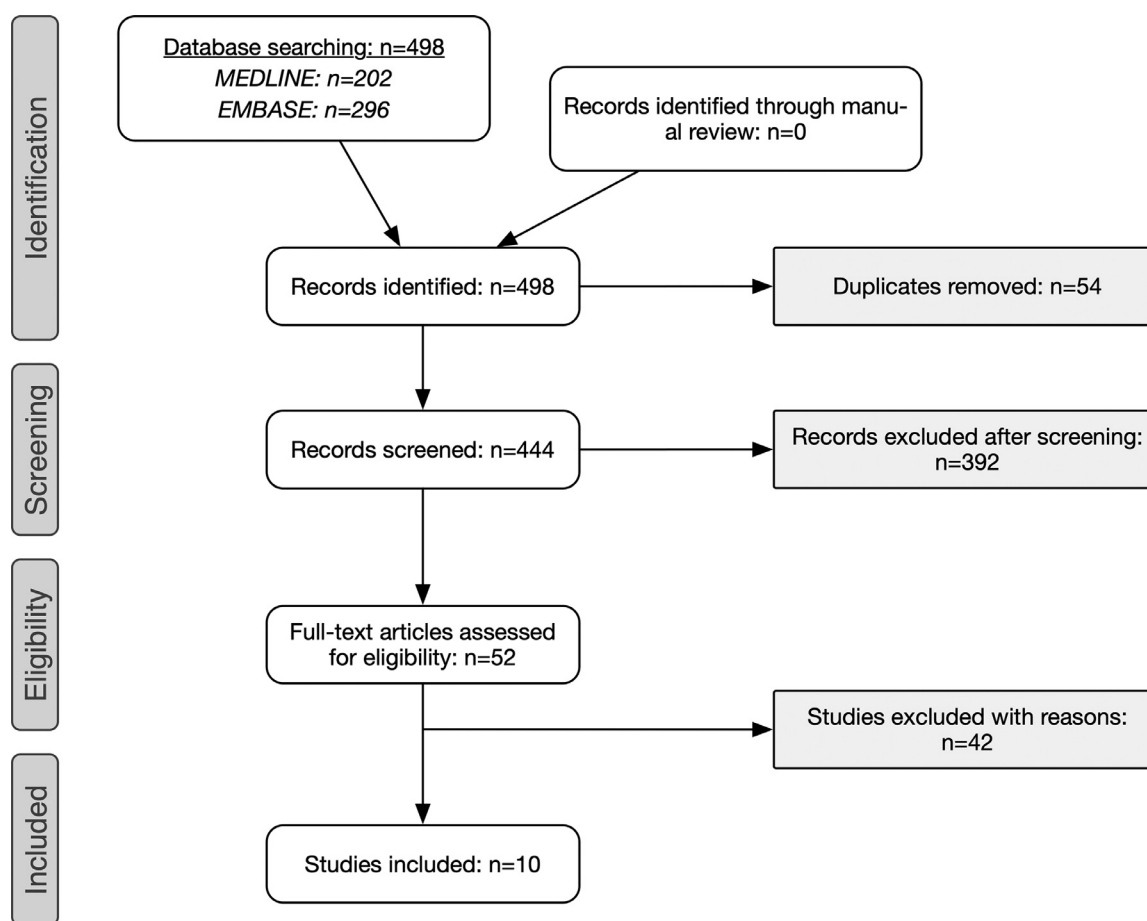 Identification
Database searching: n=498
MEDLINE: n=202
EMBASE: n=296
Records identified through manu-
al review: n=0
Records identified: n=498
Duplicates removed: n=54
Screening
Records screened: n=444
Records excluded after screening:
n=392
Eligibility
Full-text articles assessed
for eligibility: n=52
Studies excluded with reasons:
n=42
Included
Studies included: n=10